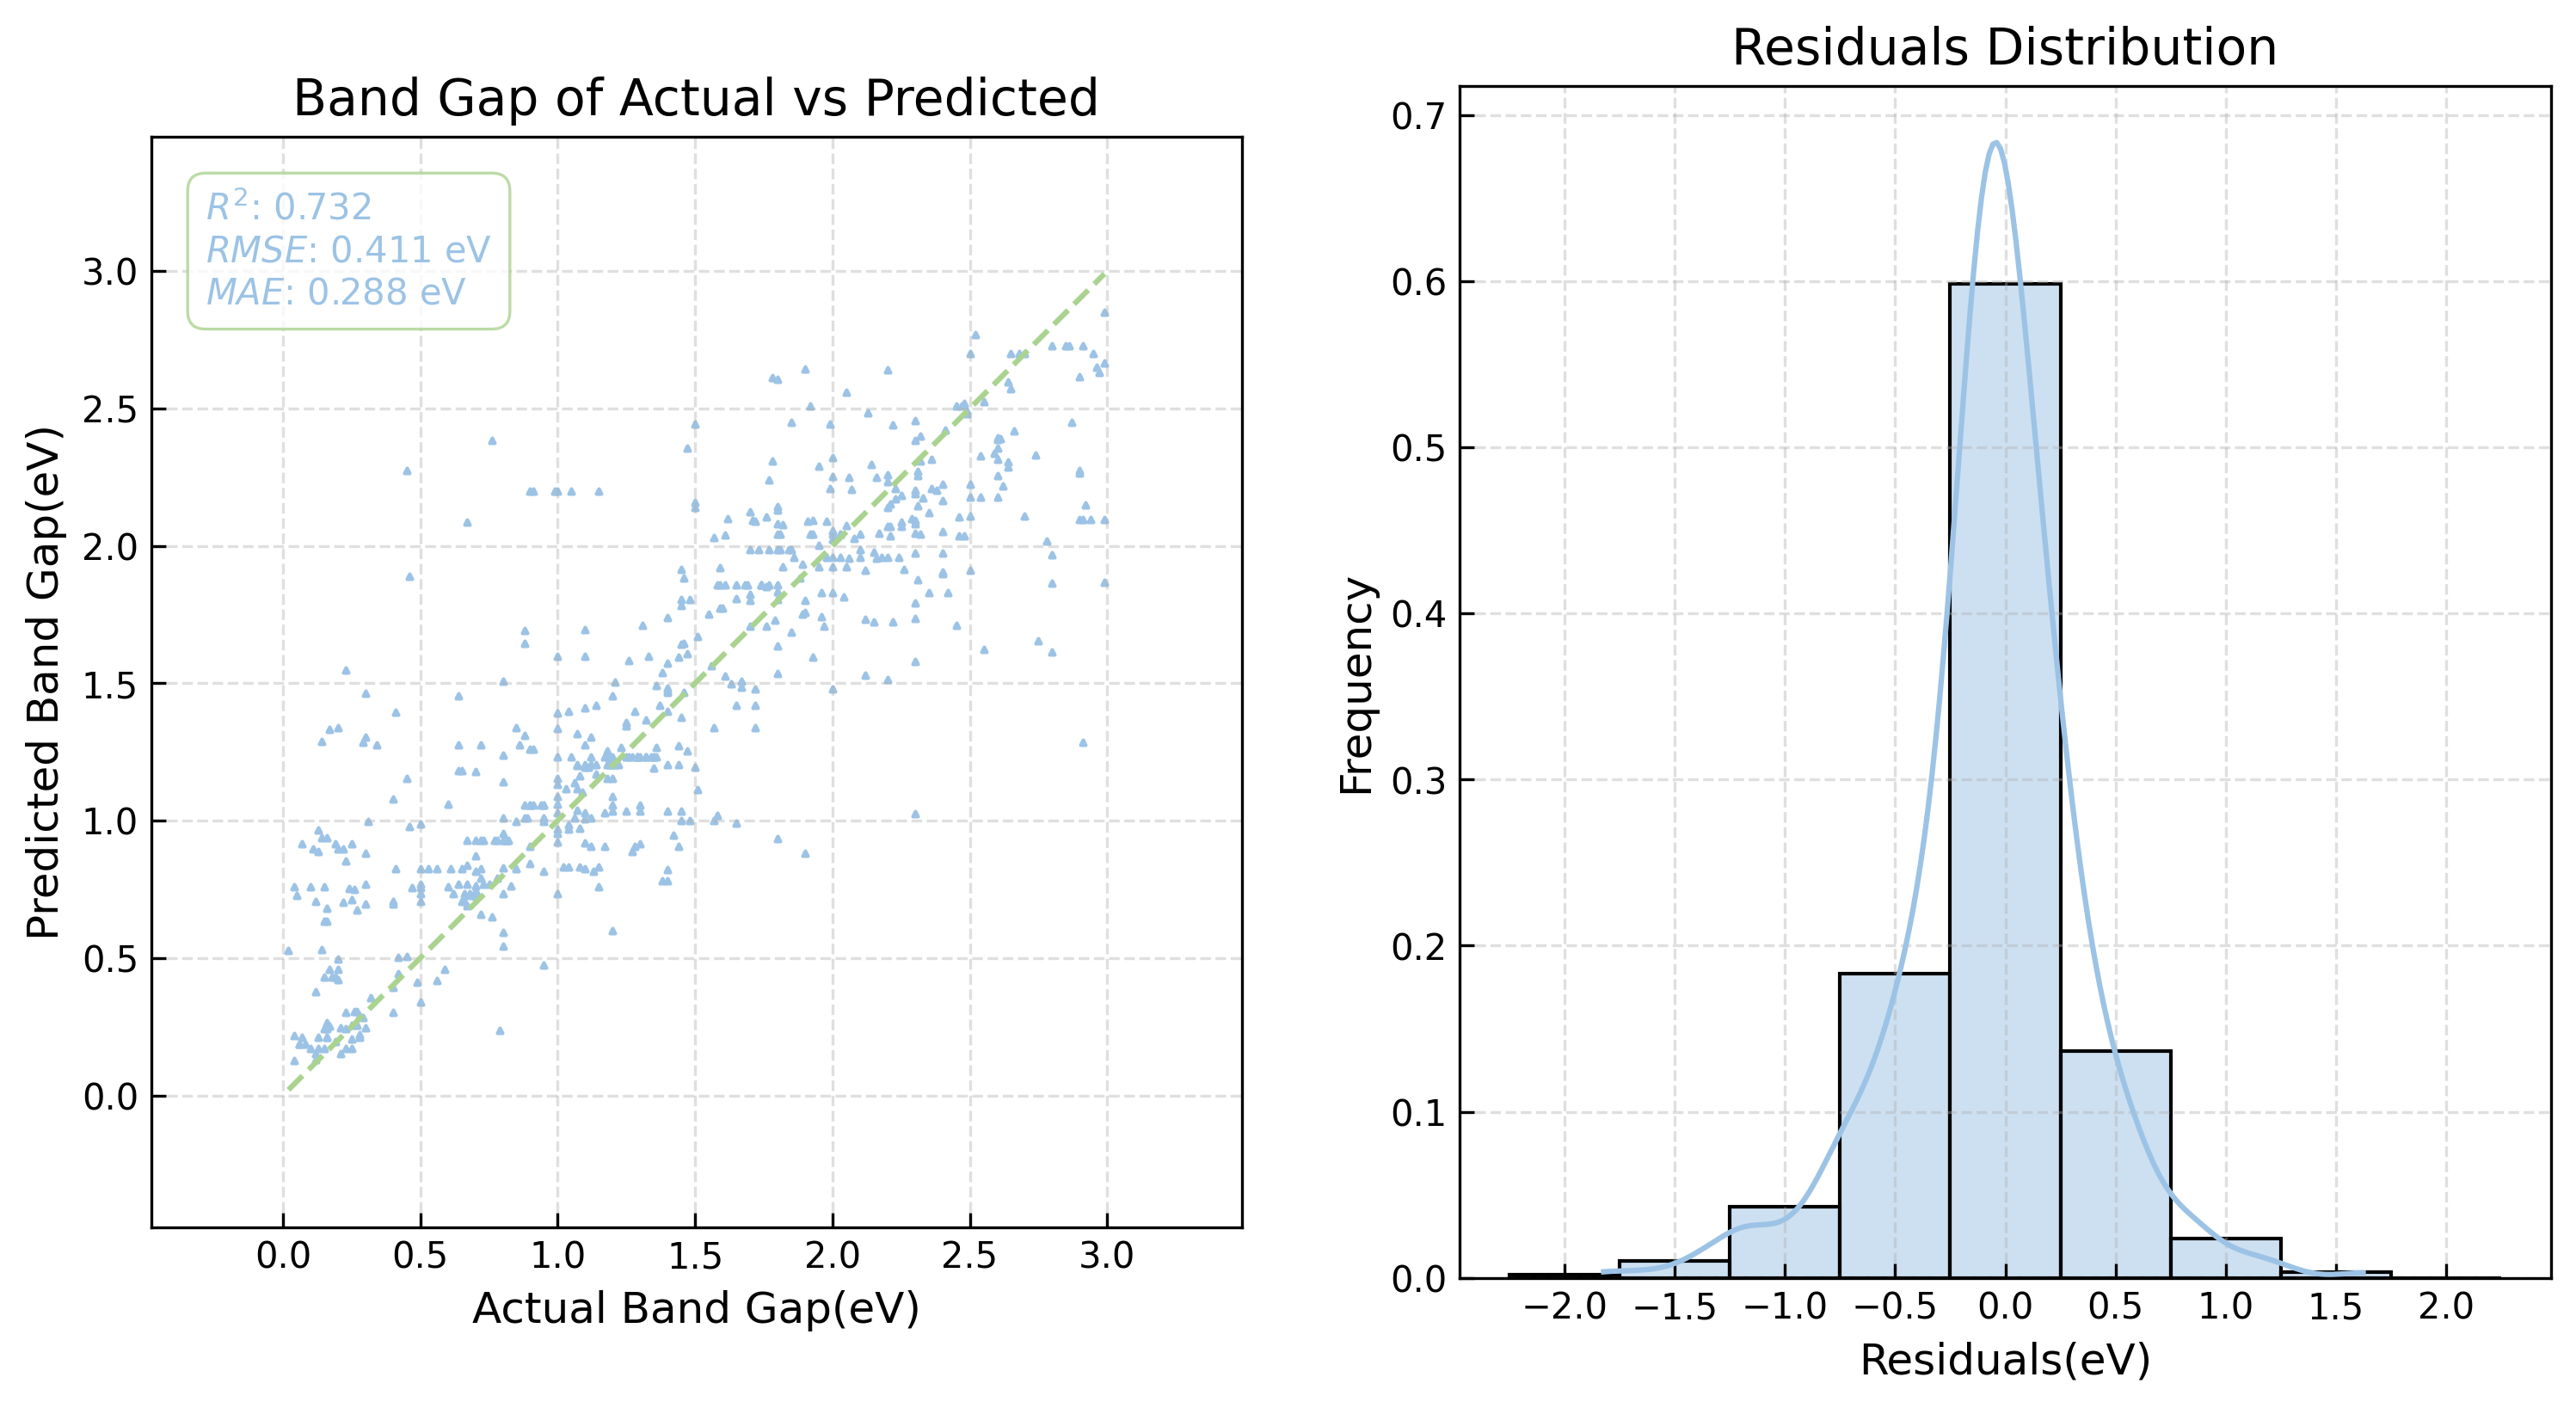 Band Gap of Actual vs Predicted
R²: 0.732
RMSE: 0.411 eV
MAE: 0.288 eV
Predicted Band Gap(eV)
3.0
2.5
2.0
1.5
1.0
0.5
0.0
0.0 0.5 1.0 1.5 2.0 2.5 3.0
Actual Band Gap(eV)
Residuals Distribution
Frequency
0.7
0.6
0.5
0.4
0.3
0.2
0.1
0.0
−2.0 −1.5 −1.0 −0.5 0.0 0.5 1.0 1.5 2.0
Residuals(eV)